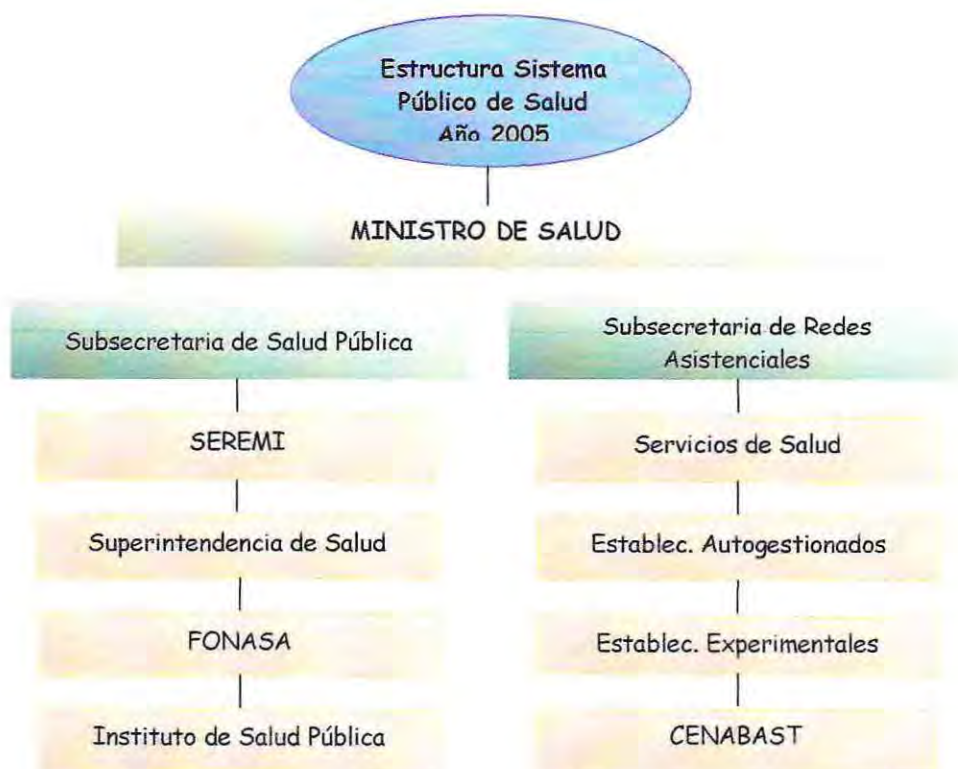 Estructura Sistema
Público de Salud
Año 2005
MINISTRO DE SALUD
Subsecretaria de Salud Pública
Subsecretaria de Redes
Asistenciales
SEREMI
Servicios de Salud
Superintendencia de Salud
Establec. Autogestionados
FONASA
Establec. Experimentales
Instituto de Salud Pública
CENABAST